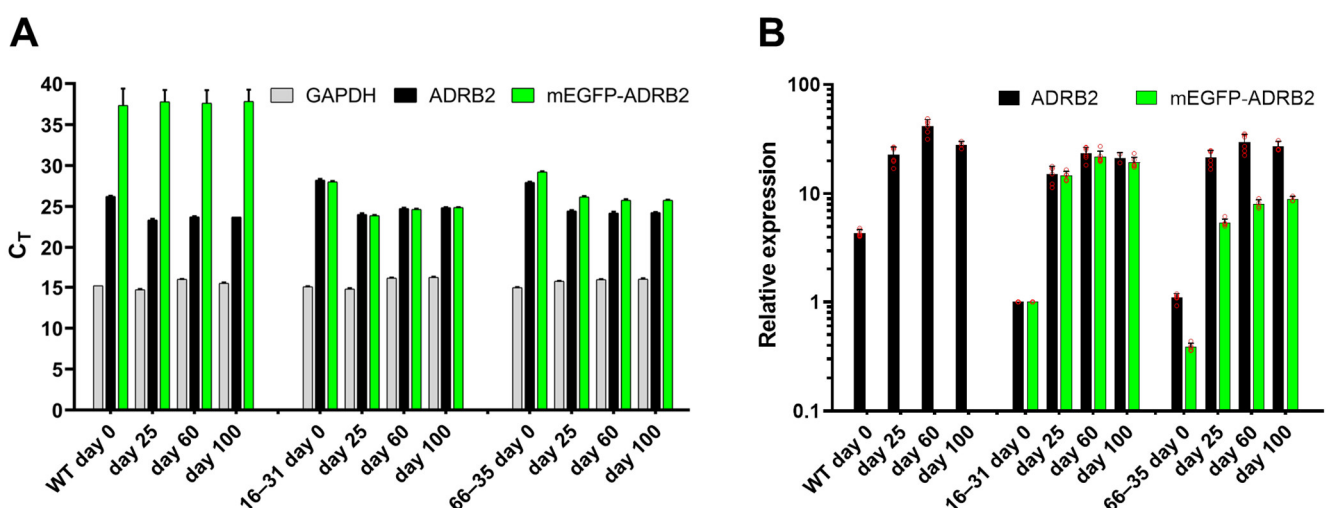 A
B
GAPDH ADRB2 mEGFP-ADRB2
ADRB2 mEGFP-ADRB2
40
35
30
25
20
15
10
5
0
CT
WT day 0
day 25
day 60
day 100
16–31 day 0
day 25
day 60
day 100
66–35 day 0
day 25
day 60
day 100
100
10
1
0.1
Relative expression
WT day 0
day 25
day 60
day 100
16–31 day 0
day 25
day 60
day 100
66–35 day 0
day 25
day 60
day 100